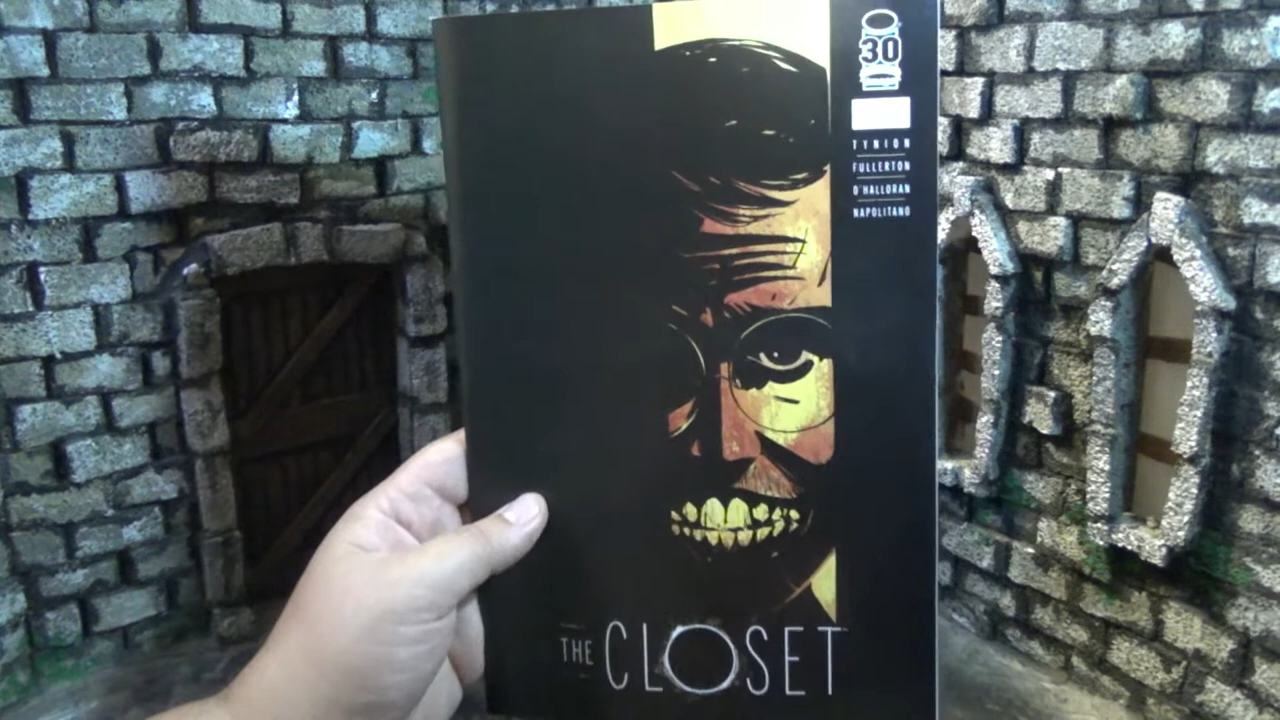 30
TYNION
FULLERTON
O'HALLORAN
NAPOLITANO
THE CLOSET